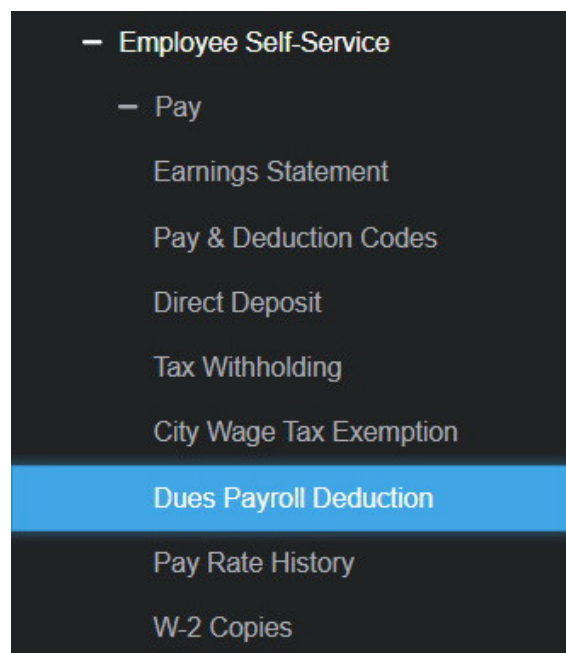 – Employee Self-Service
– Pay
Earnings Statement
Pay & Deduction Codes
Direct Deposit
Tax Withholding
City Wage Tax Exemption
Dues Payroll Deduction
Pay Rate History
W-2 Copies